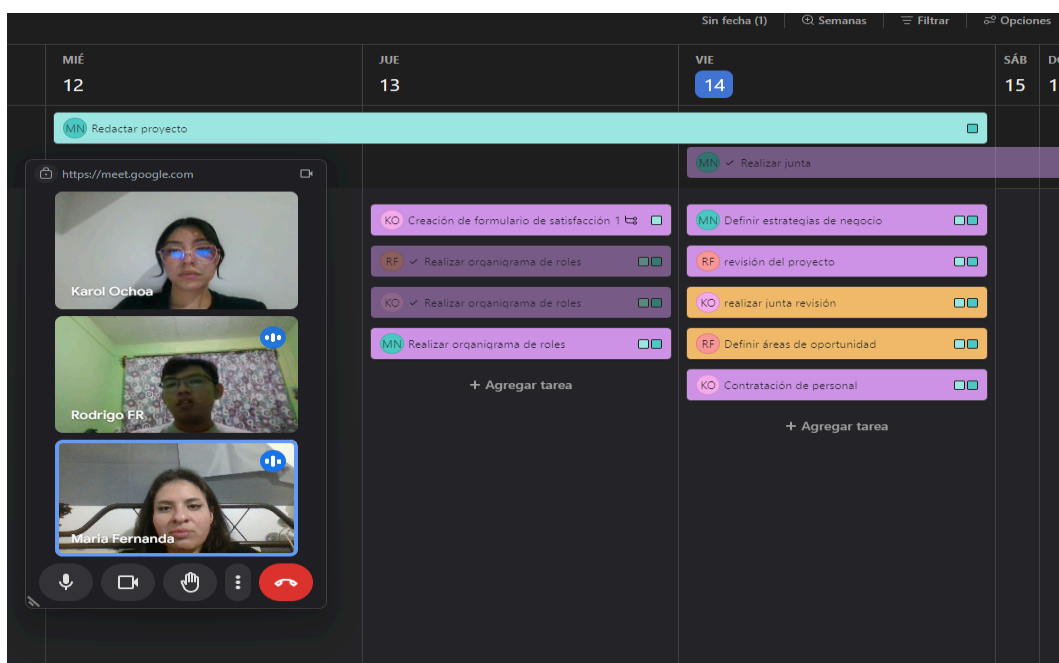 Sin fecha (1) Semanas Filtrar Opciones
MIÉ JUE VIE SÁB DO
12 13 14 15 1
MN Redactar proyecto
MN ✓ Realizar junta
https://meet.google.com
Karol Ochoa
Rodrigo FR
Maria Fernanda
KO Creación de formulario de satisfacción 1
RF ✓ Realizar organigrama de roles
KO ✓ Realizar organigrama de roles
MN Realizar organigrama de roles
+ Agregar tarea
MN Definir estrategias de negocio
RF revisión del proyecto
KO realizar junta revisión
RF Definir áreas de oportunidad
KO Contratación de personal
+ Agregar tarea